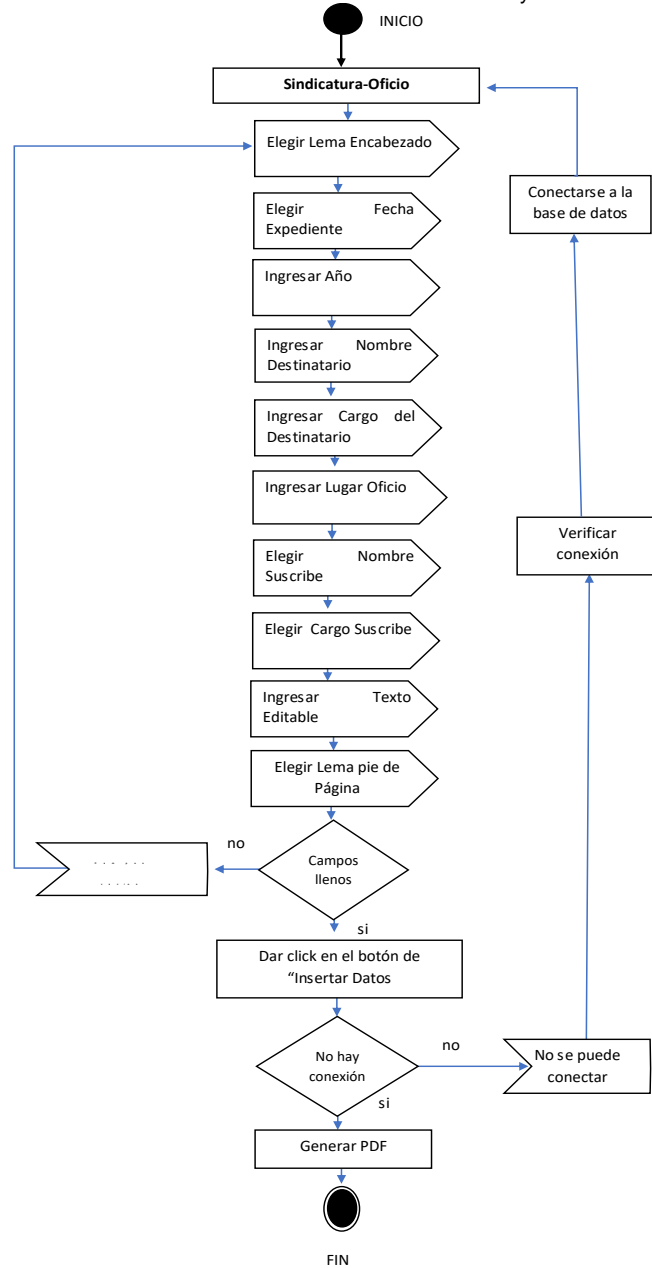 INICIO
Sindicatura-Oficio
Elegir Lema Encabezado
Elegir Fecha
Expediente
Ingresar Año
Ingresar Nombre
Destinatario
Ingresar Cargo del
Destinatario
Ingresar Lugar Oficio
Elegir Nombre
Suscribe
Elegir Cargo Suscribe
Ingresar Texto
Editable
Elegir Lema pie de
Página
Campos
llenos
no
si
Dar click en el botón de
“Insertar Datos
No hay
conexión
no
si
No se puede
conectar
Verificar
conexión
Conectarse a la
base de datos
Generar PDF
FIN